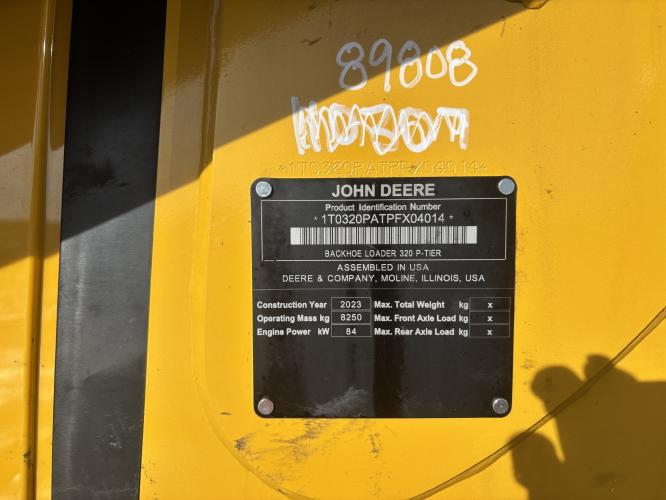 89808
*1T0320PATPFX04014*
JOHN DEERE
Product Identification Number
* 1T0320PATPFX04014 *
BACKHOE LOADER 320 P-TIER
ASSEMBLED IN USA
DEERE & COMPANY, MOLINE, ILLINOIS, USA
Construction Year 2023 Max. Total Weight kg x
Operating Mass kg 8250 Max. Front Axle Load kg x
Engine Power kW 84 Max. Rear Axle Load kg x